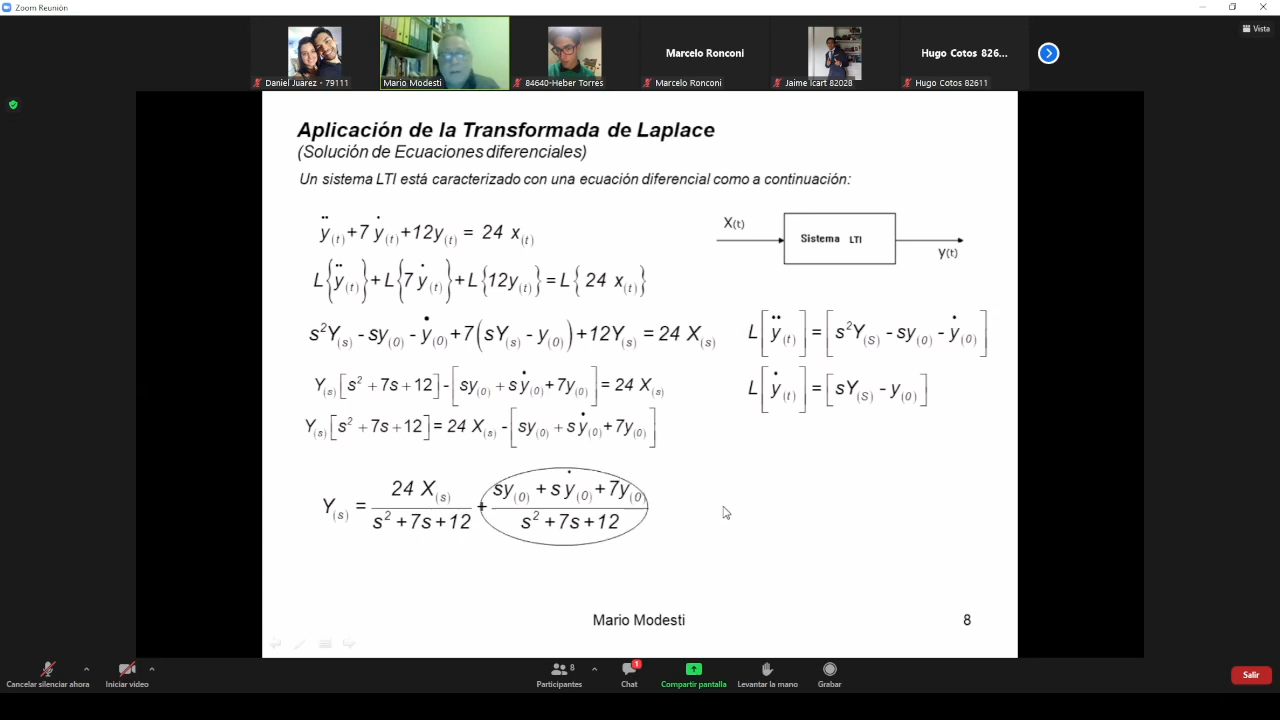 Zoom Reunión
Vista
Marcelo Ronconi
Hugo Cotos 826...
Daniel Juarez - 79111
Mario Modesti
84640-Heber Torres
Marcelo Ronconi
Jaime Icart 82028
Hugo Cotos 82611
Aplicación de la Transformada de Laplace
(Solución de Ecuaciones diferenciales)
Un sistema LTI está caracterizado con una ecuación diferencial como a continuación:
ÿ(t) + 7 ẏ(t) + 12y(t) = 24 x(t)
X(t)
Sistema LTI
y(t)
L{ÿ(t)} + L{7 ẏ(t)} + L{12y(t)} = L{ 24 x(t)}
s²Y(s) - sy(0) - ẏ(0) + 7(sY(s) - y(0)) + 12Y(s) = 24 X(s)
L[ÿ(t)] = [s²Y(S) - sy(0) - ẏ(0)]
Y(s)[s² + 7s + 12] - [sy(0) + s ẏ(0) + 7y(0)] = 24 X(s)
L[ẏ(t)] = [sY(S) - y(0)]
Y(s)[s² + 7s + 12] = 24 X(s) - [sy(0) + s ẏ(0) + 7y(0)]
Y(s) = 24 X(s) / s² + 7s + 12 + sy(0) + s ẏ(0) + 7y(0) / s² + 7s + 12
Mario Modesti
8
Cancelar silenciar ahora
Iniciar video
Participantes
8
Chat
1
Compartir pantalla
Levantar la mano
Grabar
Salir